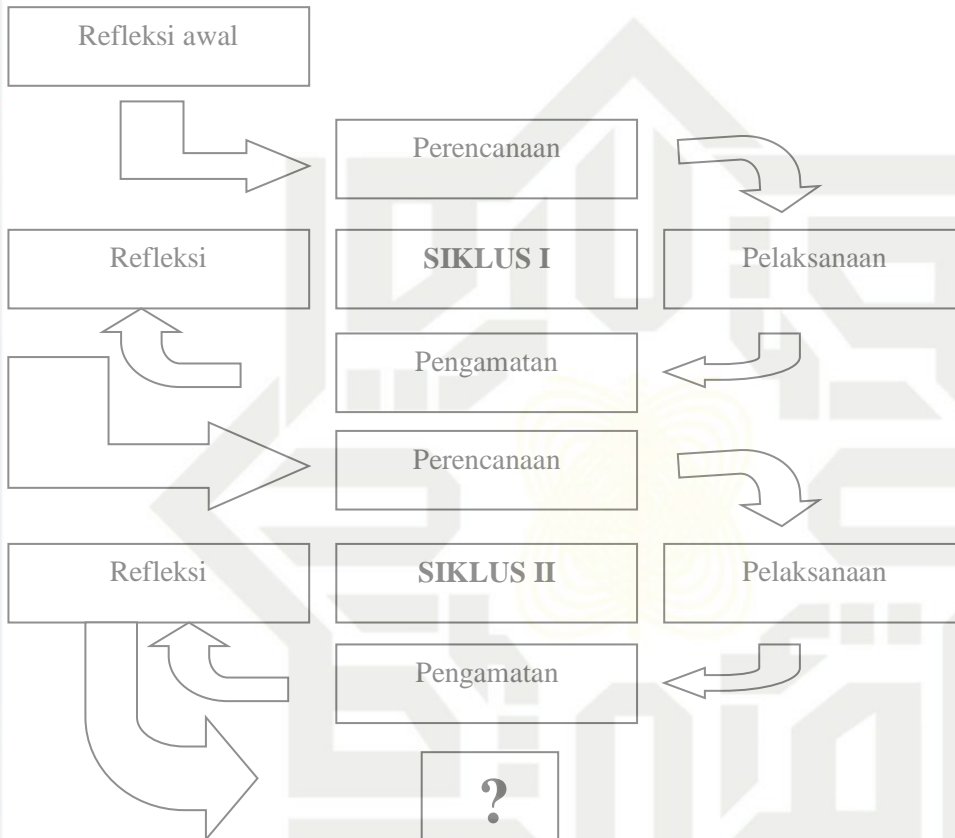 Refleksi awal
Perencanaan
Refleksi
SIKLUS I
Pelaksanaan
Pengamatan
Perencanaan
Refleksi
SIKLUS II
Pelaksanaan
Pengamatan
?